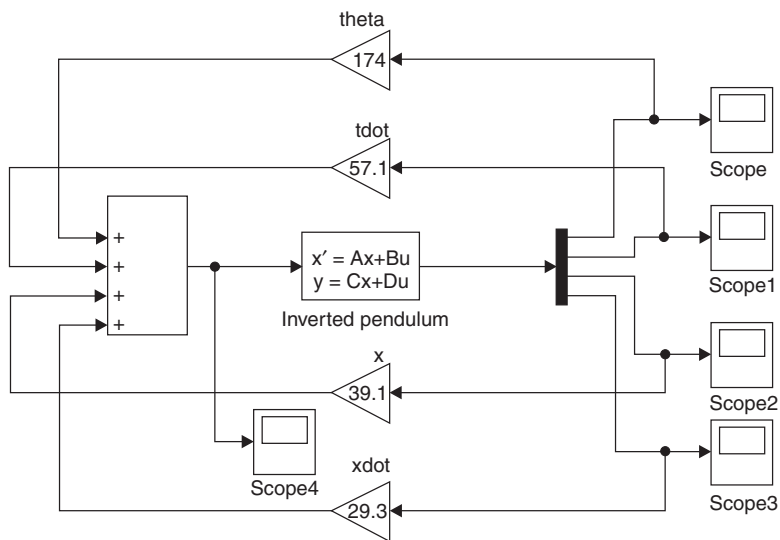 theta
174
Scope
tdot
57.1
Scope1
+
+
+
+
x′ = Ax+Bu
y = Cx+Du
Inverted pendulum
x
39.1
Scope2
Scope4
xdot
29.3
Scope3